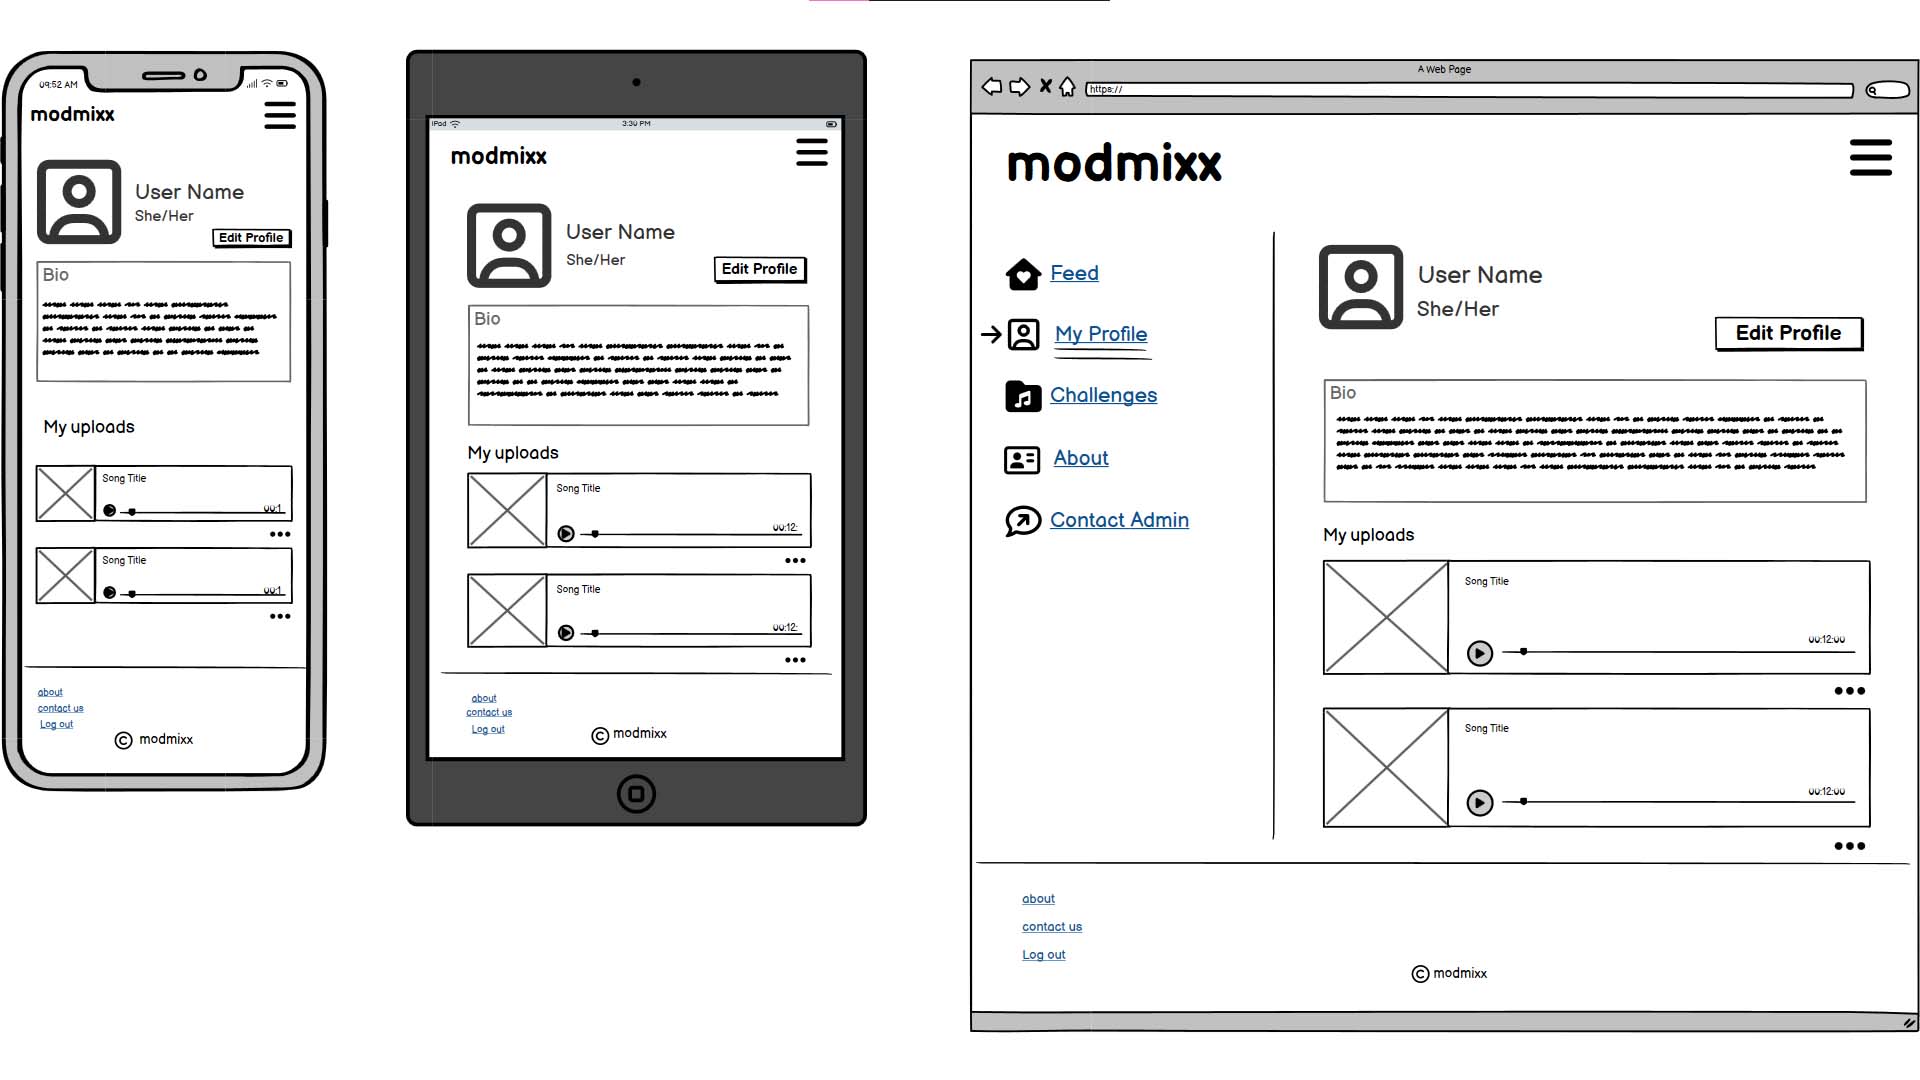 09:52 AM
modmixx
User Name
She/Her
Edit Profile
Bio
My uploads
Song Title
00:1
Song Title
00:1
about
contact us
Log out
© modmixx
iPad
3:30 PM
modmixx
User Name
She/Her
Edit Profile
Bio
My uploads
Song Title
00:12:
Song Title
00:12:
about
contact us
Log out
© modmixx
A Web Page
https://
modmixx
Feed
My Profile
Challenges
About
Contact Admin
User Name
She/Her
Edit Profile
Bio
My uploads
Song Title
00:12:00
Song Title
00:12:00
about
contact us
Log out
© modmixx